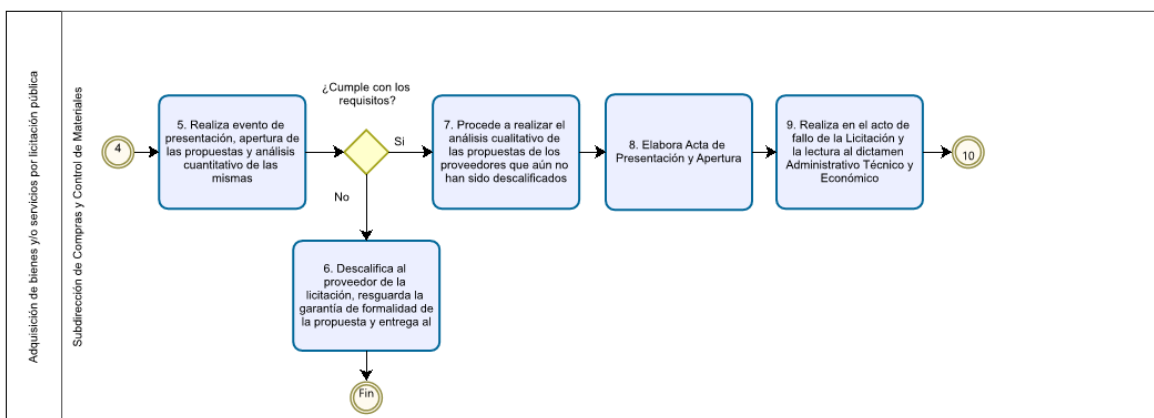 Adquisición de bienes y/o servicios por licitación pública
Subdirección de Compras y Control de Materiales
4
5. Realiza evento de
presentación, apertura de
las propuestas y análisis
cuantitativo de las
mismas
¿Cumple con los
requisitos?
Si
No
6. Descalifica al
proveedor de la
licitación, resguarda la
garantía de formalidad de
la propuesta y entrega al
Fin
7. Procede a realizar el
análisis cualitativo de
las propuestas de los
proveedores que aún no
han sido descalificados
8. Elabora Acta de
Presentación y Apertura
9. Realiza en el acto de
fallo de la Licitación y
la lectura al dictamen
Administrativo Técnico y
Económico
10